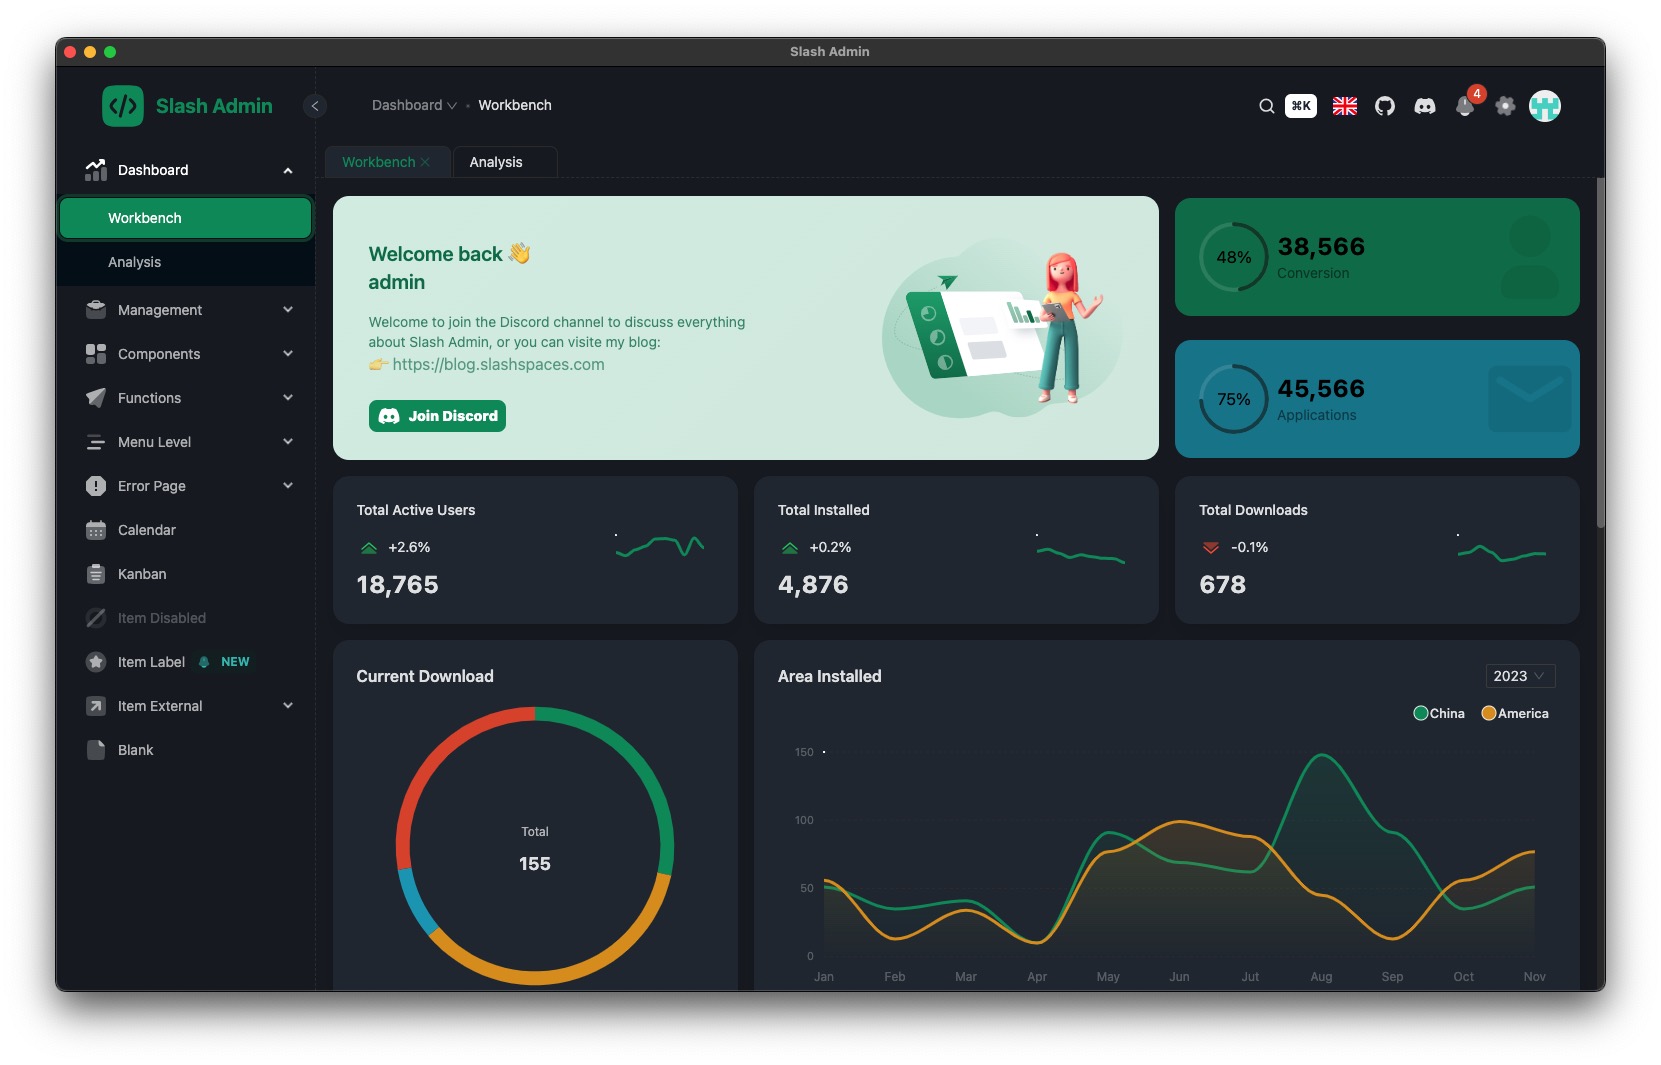 Slash Admin
Slash Admin
Dashboard
Workbench
⌘K
4
Workbench
Analysis
Dashboard
Workbench
Analysis
Management
Components
Functions
Menu Level
Error Page
Calendar
Kanban
Item Disabled
Item Label
NEW
Item External
Blank
Welcome back 👋
admin
Welcome to join the Discord channel to discuss everything
about Slash Admin, or you can visite my blog:
👉 https://blog.slashspaces.com
Join Discord
48%
38,566
Conversion
75%
45,566
Applications
Total Active Users
+2.6%
18,765
Total Installed
+0.2%
4,876
Total Downloads
-0.1%
678
Current Download
Total
155
Area Installed
2023
China
America
150
100
50
0
Jan Feb Mar Apr May Jun Jut Aug Sep Oct Nov